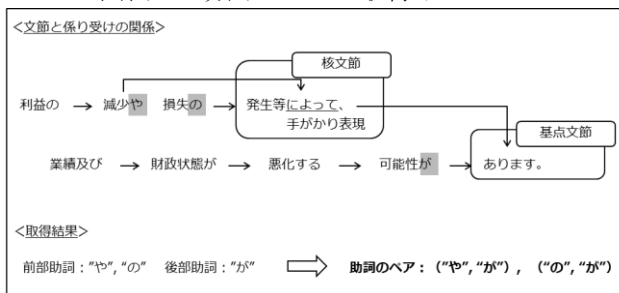 <文節と係り受けの関係>
核文節
利益の → 減少や 損失の → 発生等によって、
手がかり表現
基点文節
業績及び → 財政状態が → 悪化する → 可能性が → あります。
<取得結果>
前部助詞：”や”, “の” 後部助詞：”が” 助詞のペア：（”や”, “が”），（“の”, “が”）